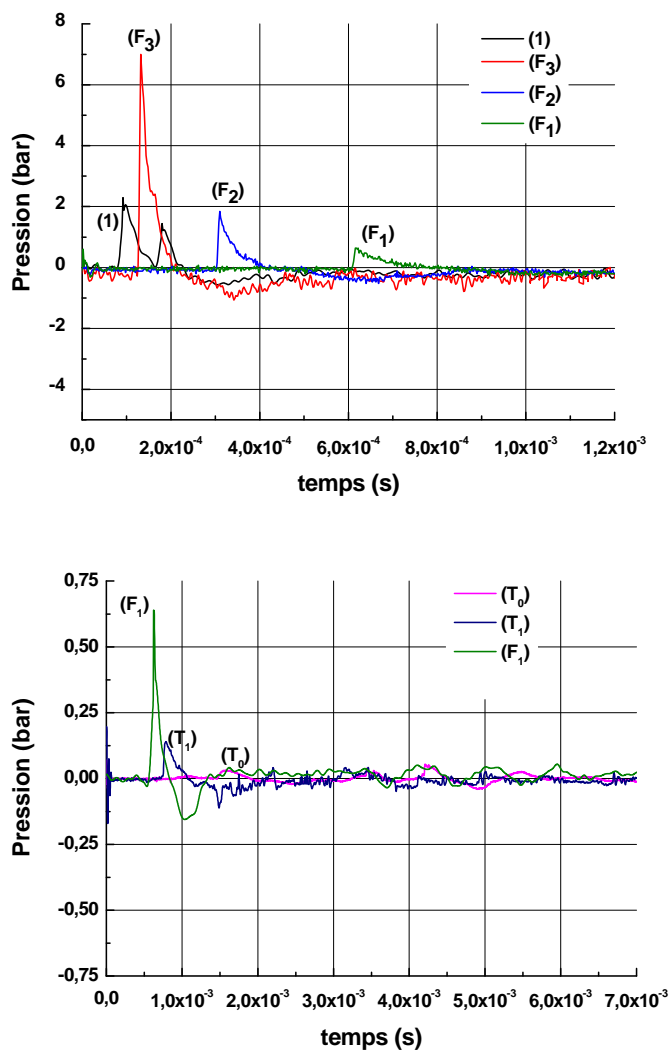 8
6
4
2
0
-2
-4
Pression (bar)
(F3)
(1)
(F2)
(F1)
(1)
(F3)
(F2)
(F1)
0,0
2,0x10-4
4,0x10-4
6,0x10-4
8,0x10-4
1,0x10-3
1,2x10-3
temps (s)
0,75
0,50
0,25
0,00
-0,25
-0,50
-0,75
Pression (bar)
(F1)
(T1)
(T0)
(T0)
(T1)
(F1)
0,0
1,0x10-3
2,0x10-3
3,0x10-3
4,0x10-3
5,0x10-3
6,0x10-3
7,0x10-3
temps (s)